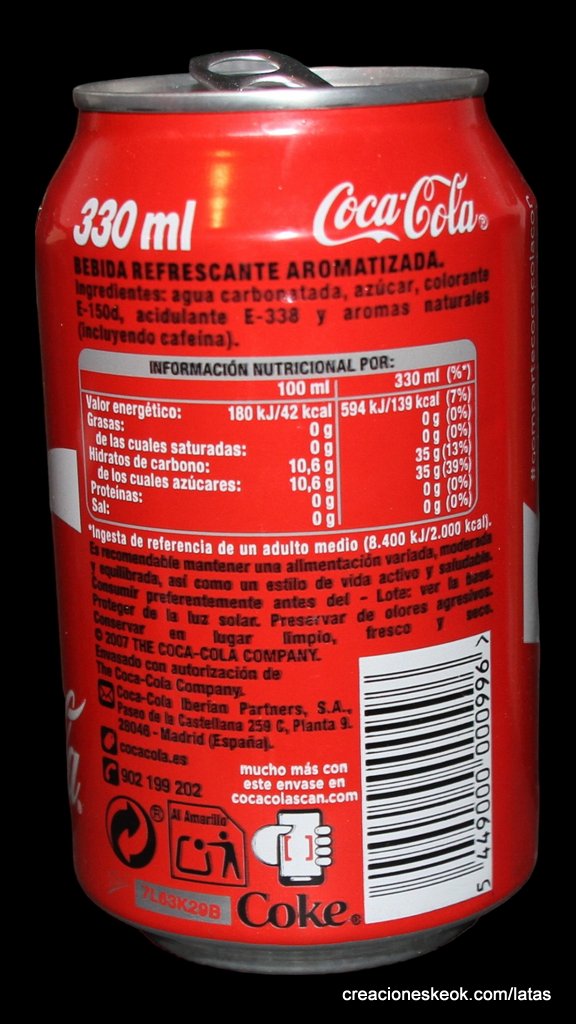 330 ml
Coca-Cola®
BEBIDA REFRESCANTE AROMATIZADA.
Ingredientes: agua carbonatada, azúcar, colorante
E-150d, acidulante E-338 y aromas naturales
(incluyendo cafeína).
INFORMACIÓN NUTRICIONAL POR:
100 ml 330 ml (%*)
Valor energético: 180 kJ/42 kcal 594 kJ/139 kcal (7%)
Grasas: 0 g 0 g (0%)
de las cuales saturadas: 0 g 0 g (0%)
Hidratos de carbono: 10,6 g 35 g (13%)
de los cuales azúcares: 10,6 g 35 g (39%)
Proteínas: 0 g 0 g (0%)
Sal: 0 g 0 g (0%)
*Ingesta de referencia de un adulto medio (8.400 kJ/2.000 kcal).
Es recomendable mantener una alimentación variada, moderada
y equilibrada, así como un estilo de vida activo y saludable.
Consumir preferentemente antes del - Lote: ver la base.
Proteger de la luz solar. Preservar de olores agresivos.
Conservar en lugar limpio, fresco y seco.
© 2007 THE COCA-COLA COMPANY.
Envasado con autorización de
The Coca-Cola Company.
Coca-Cola Iberian Partners, S.A.,
Paseo de la Castellana 259 C, Planta 9.
28046 - Madrid (España).
cocacola.es
902 199 202
mucho más con
este envase en
cocacolascan.com
Al Amarillo
7L63K29B
Coke®
5 449000 000996 >
creacioneskeok.com/latas